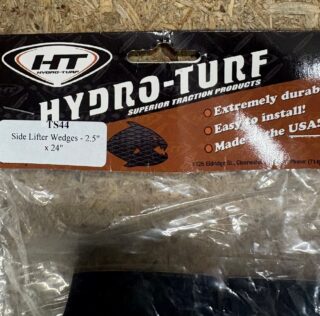 HT
HYDRO-TURF
HYDRO-TURF
SUPERIOR TRACTION PRODUCTS
TS44
Side Lifter Wedges - 2.5"
x 24"
Extremely durab
Easy to install!
Made in the USA!